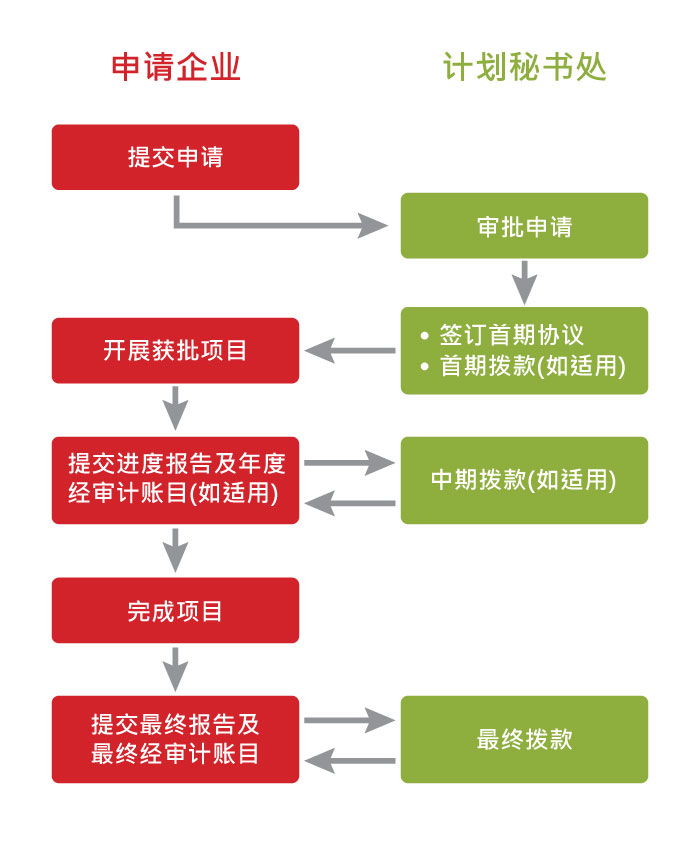 申请企业
计划秘书处
提交申请
审批申请
• 签订首期协议
• 首期拨款(如适用)
开展获批项目
提交进度报告及年度
经审计账目(如适用)
中期拨款(如适用)
完成项目
提交最终报告及
最终经审计账目
最终拨款